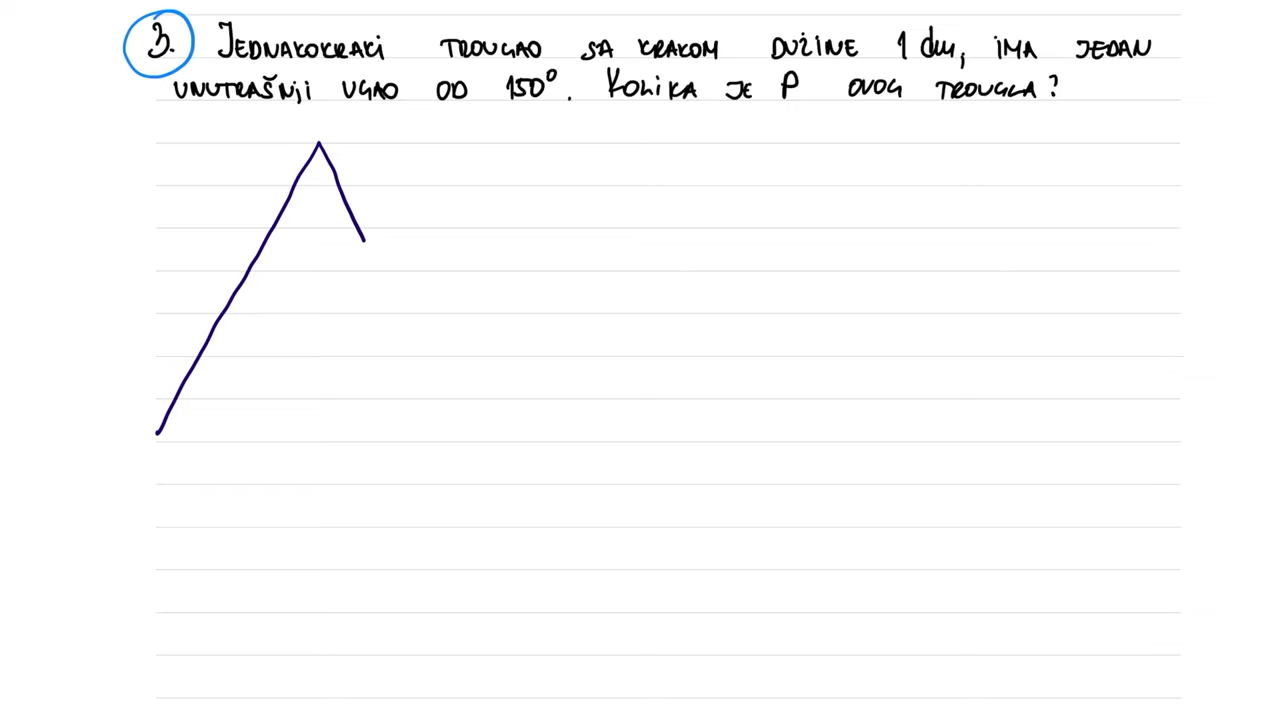 3. JEDNAKOKRAKI TROUGAO SA KRAKOM DUŽINE 1 dm, IMA JEDAN
UNUTRAŠNJI UGAO OD 150°. KOLIKA JE P OVOG TROUGLA?